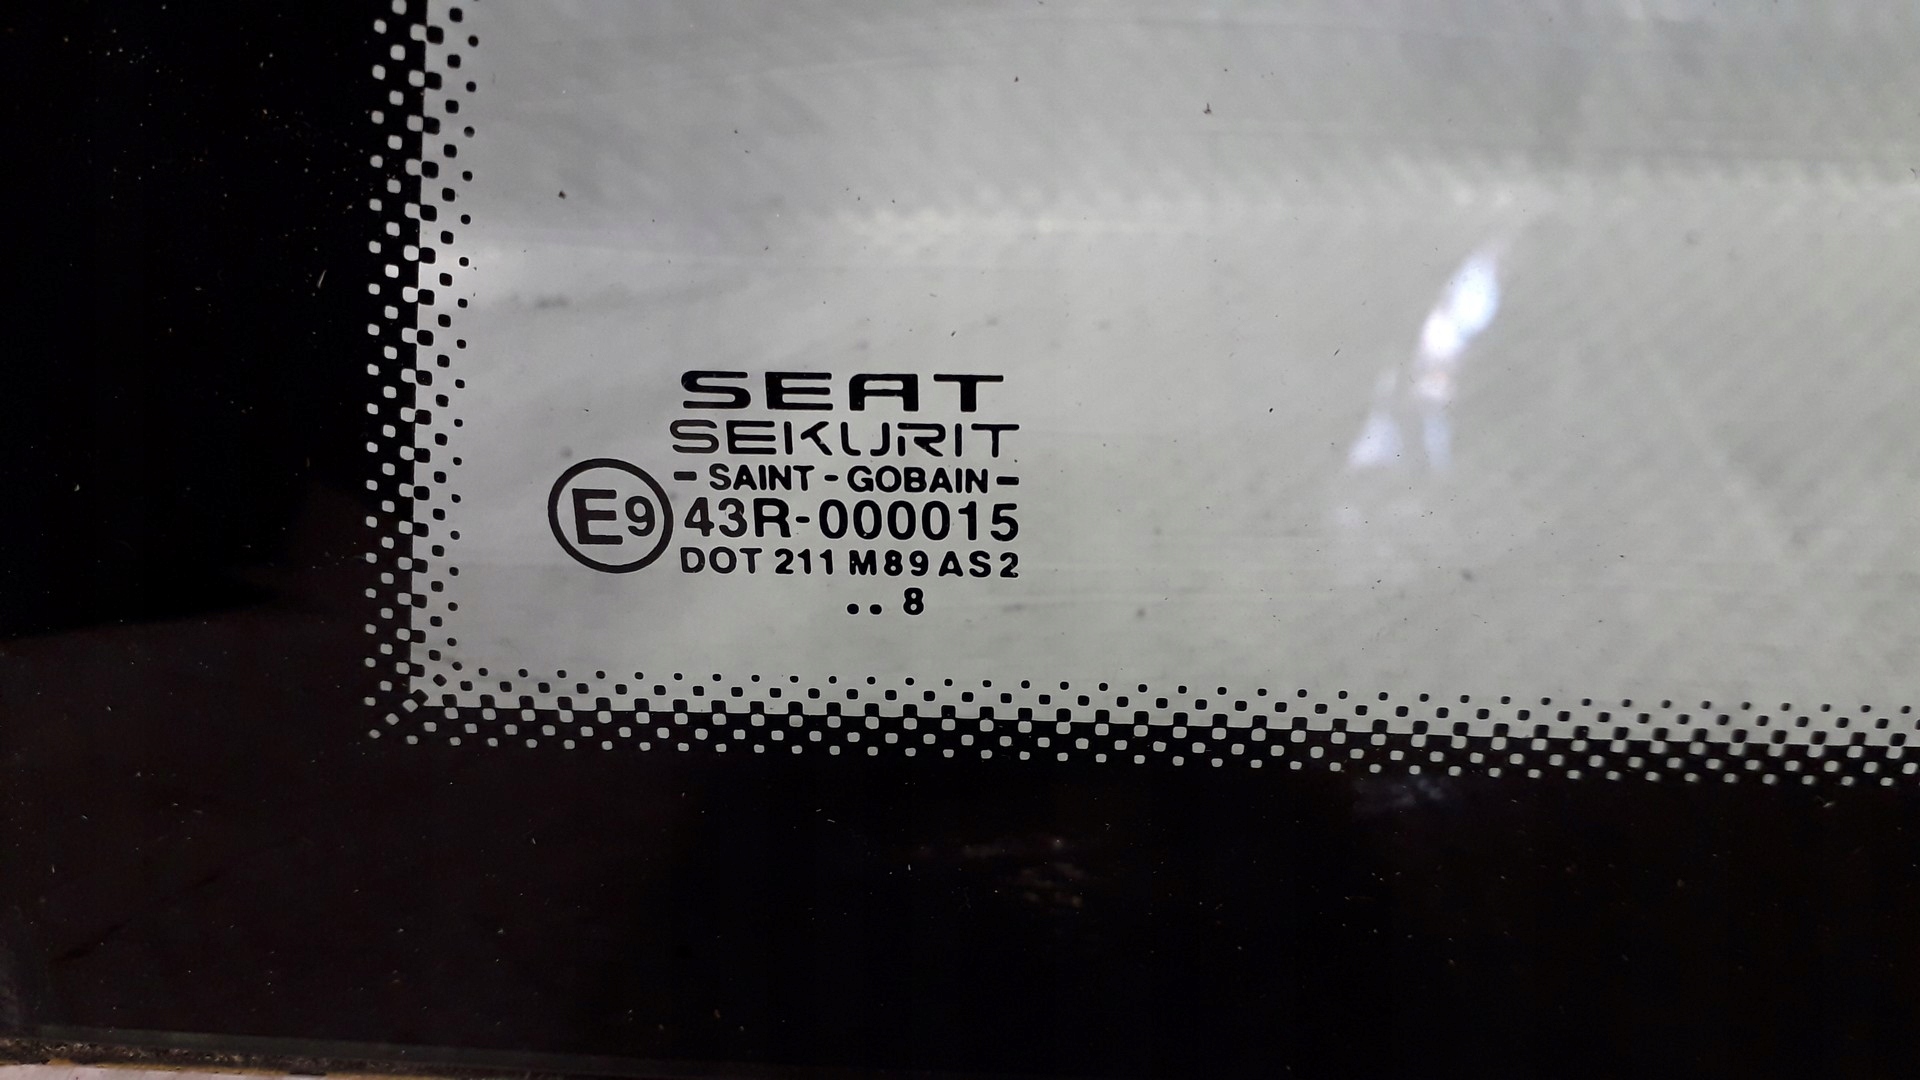 SEAT
SEKURIT
- SAINT - GOBAIN -
E9 43R-000015
DOT 211 M89 AS2
.. 8